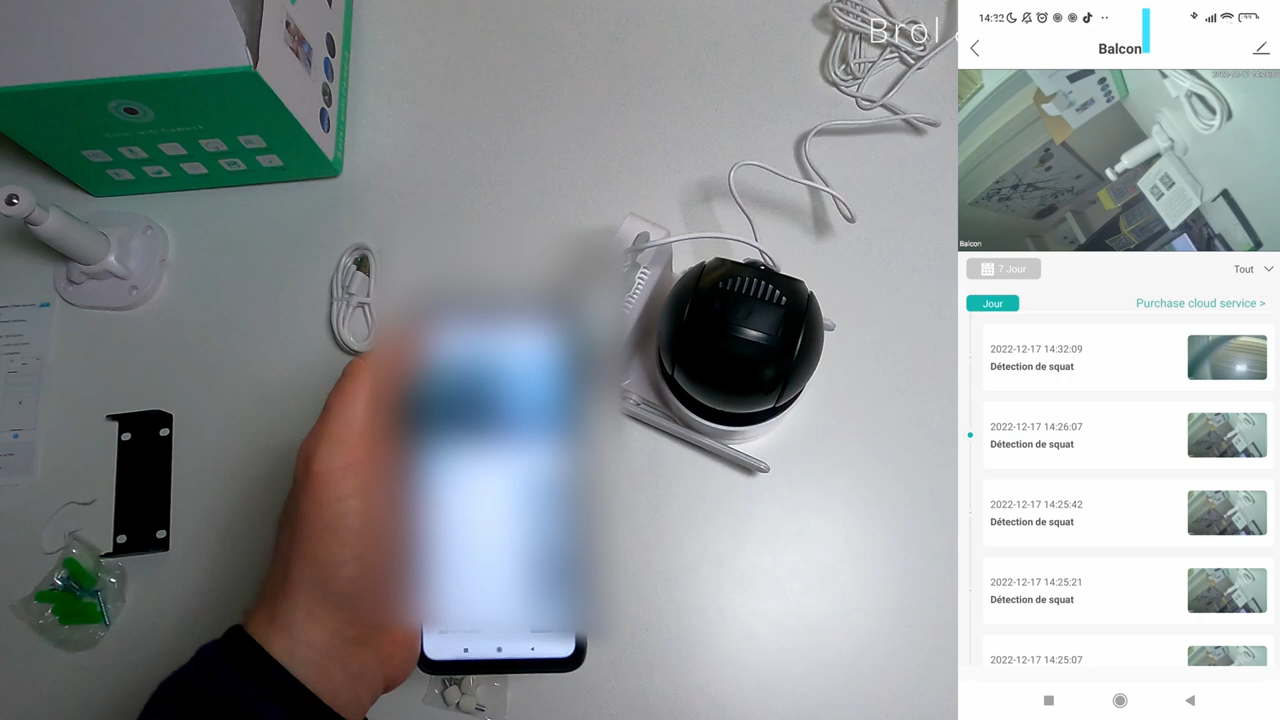 Brol
14:32
Balcon
Balcon
7 Jour
Tout
Jour
Purchase cloud service >
2022-12-17 14:32:09
Détection de squat
2022-12-17 14:26:07
Détection de squat
2022-12-17 14:25:42
Détection de squat
2022-12-17 14:25:21
Détection de squat
2022-12-17 14:25:07